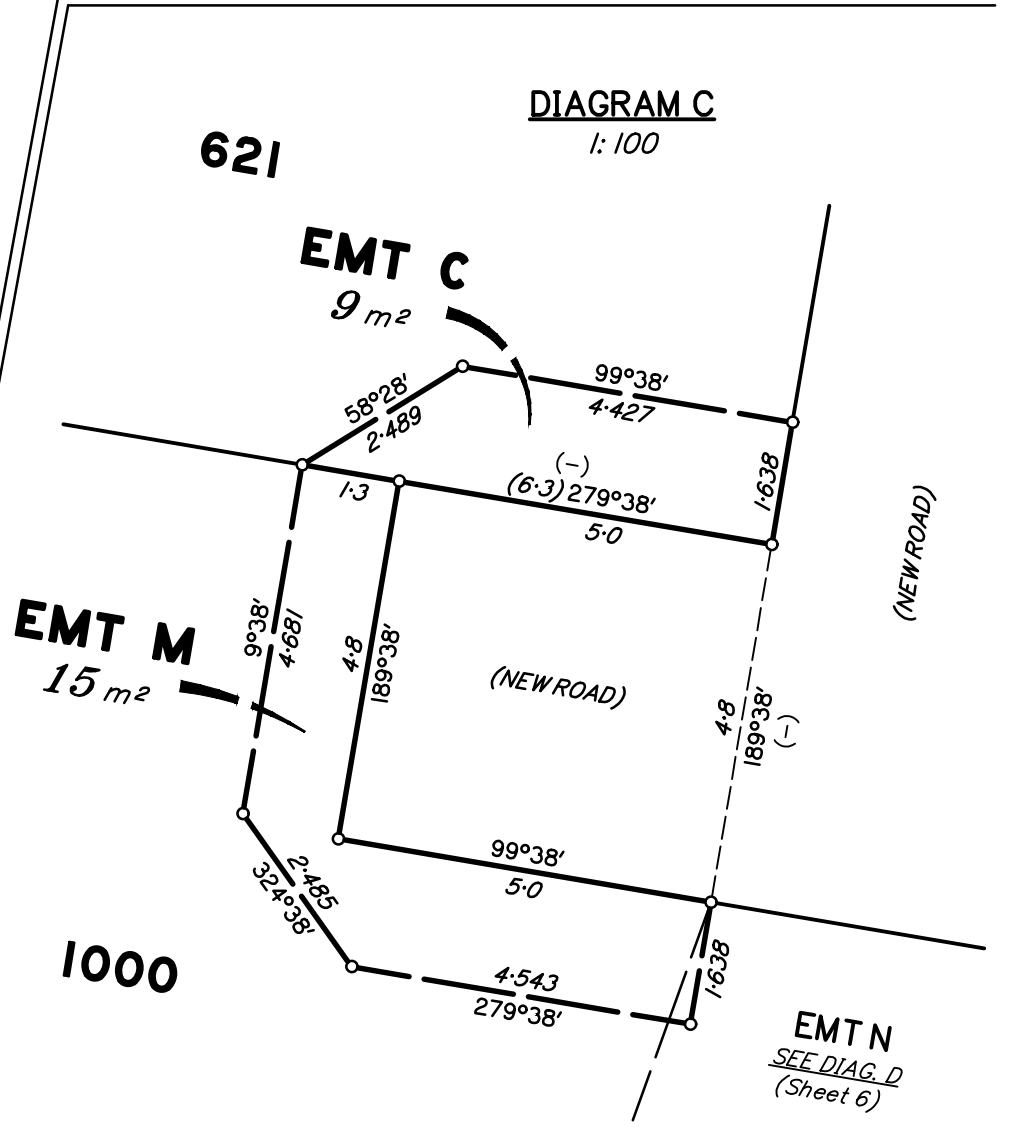 DIAGRAM C
1:100
621
EMT C
9 m²
99°38'
4·427
58°28'
2·489
(–)
(6·3) 279°38'
1·3
5·0
1·638
(NEW ROAD)
EMT M
15 m²
9°38'
4·681
4·8
189°38'
(NEW ROAD)
4·8
189°38'
(–)
99°38'
5·0
2·485
324°38'
1000
4·543
279°38'
1·638
EMT N
SEE DIAG. D
(Sheet 6)